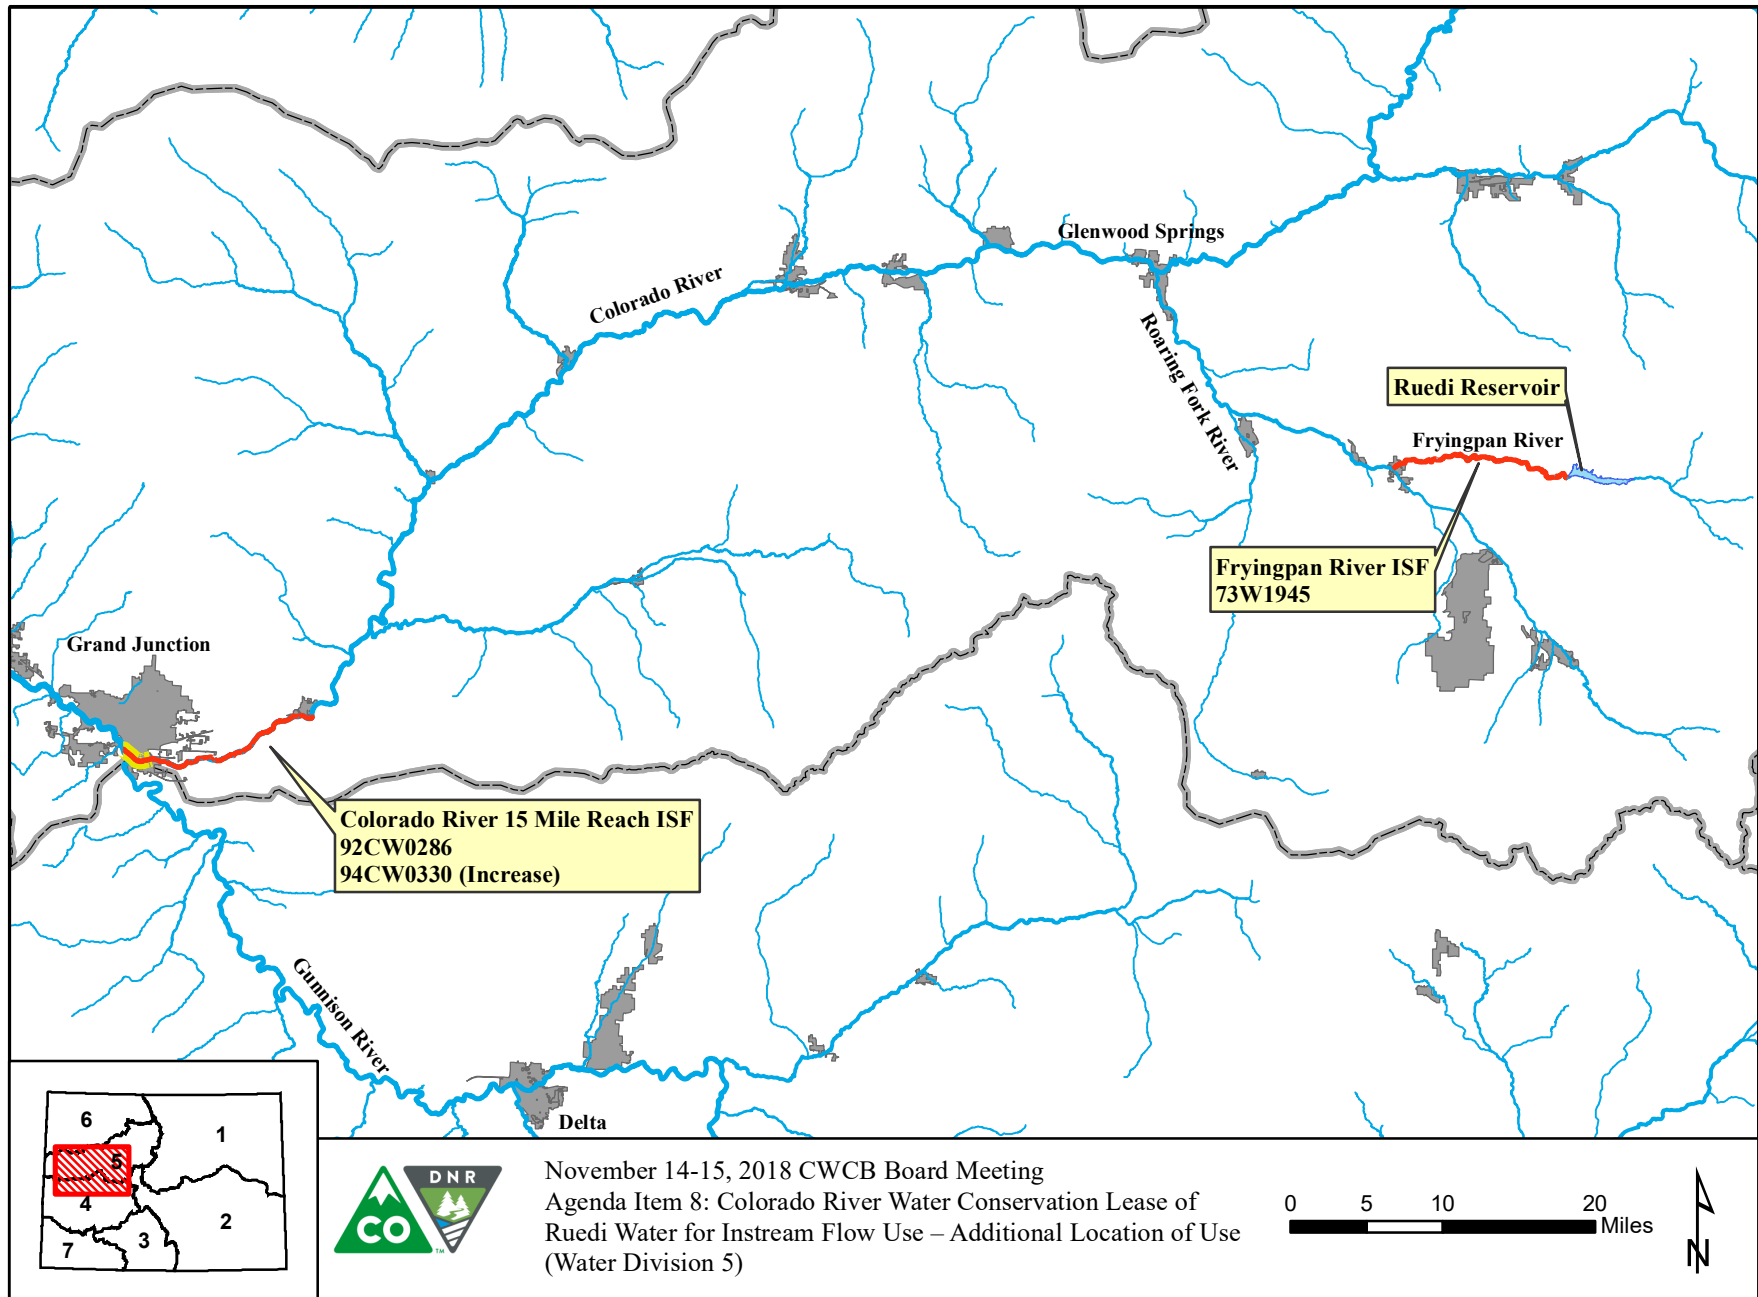 Glenwood Springs
Colorado River
Roaring Fork River
Ruedi Reservoir
Fryingpan River
Fryingpan River ISF
73W1945
Grand Junction
Colorado River 15 Mile Reach ISF
92CW0286
94CW0330 (Increase)
Gunnison River
Delta
6
1
5
4
2
3
7
CO
TM
DNR
November 14-15, 2018 CWCB Board Meeting
Agenda Item 8: Colorado River Water Conservation Lease of
Ruedi Water for Instream Flow Use – Additional Location of Use
(Water Division 5)
0 5 10 20
Miles
N